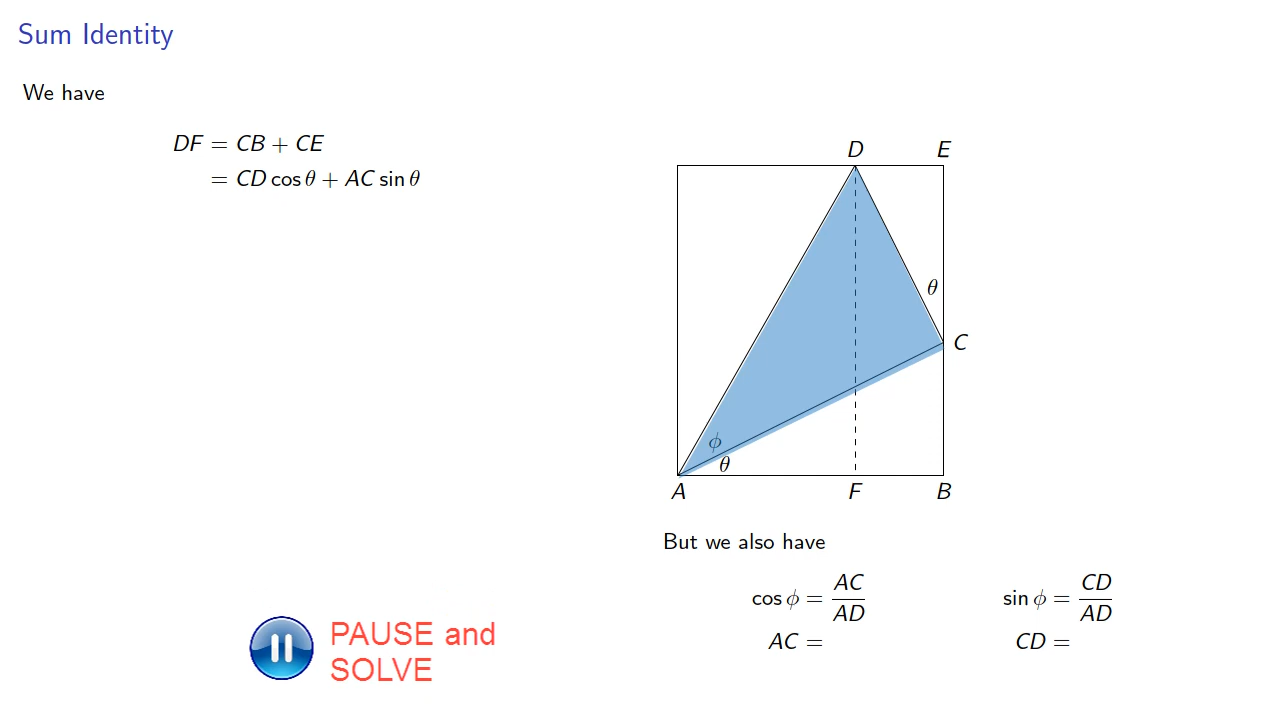 Sum Identity
We have
DF = CB + CE
= CD cos θ + AC sin θ
D E
θ
C
ϕ
θ
A F B
But we also have
cos ϕ = AC/AD sin ϕ = CD/AD
AC = CD =
PAUSE and
SOLVE